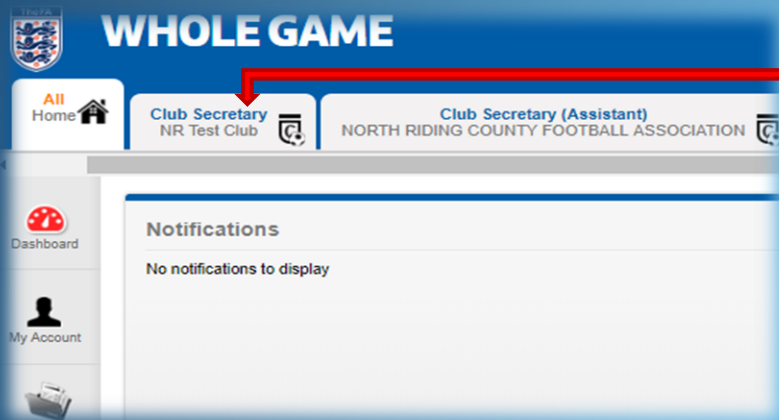 TheFA
WHOLE GAME
All
Home
Club Secretary
NR Test Club
C
Club Secretary (Assistant)
NORTH RIDING COUNTY FOOTBALL ASSOCIATION
C
Notifications
No notifications to display
Dashboard
My Account